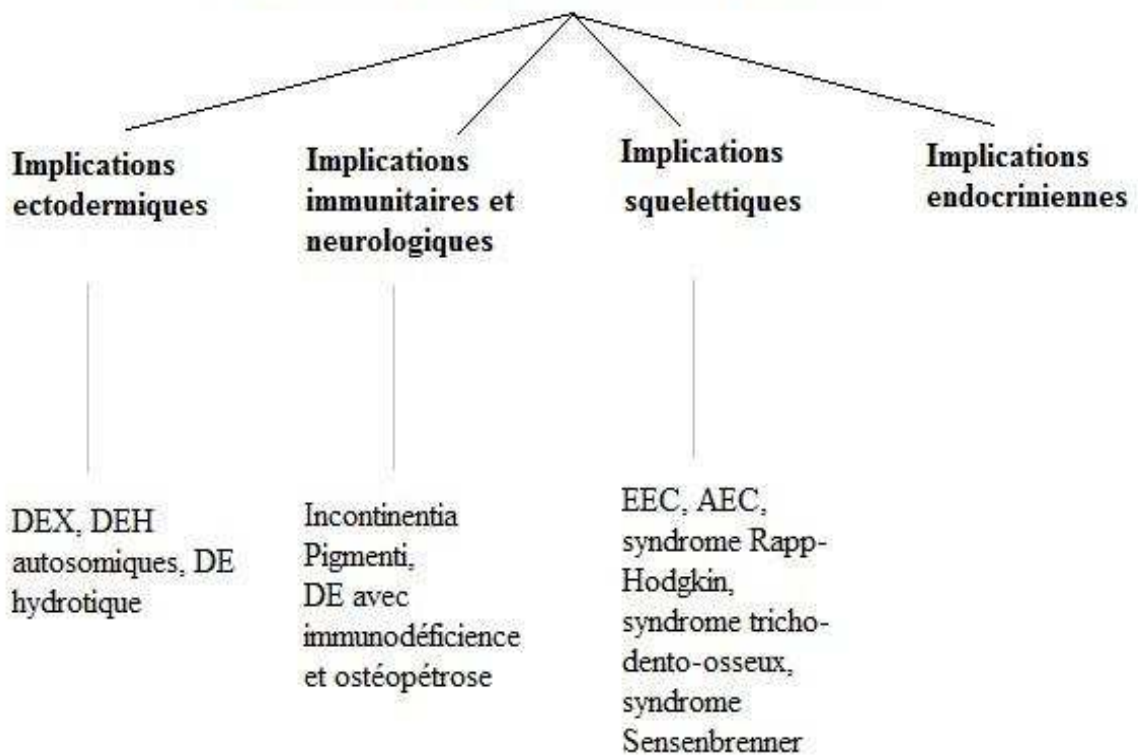 Implications
ectodermiques
Implications
immunitaires et
neurologiques
Implications
squelettiques
Implications
endocriniennes
DEX, DEH
autosomiques, DE
hydrotique
Incontinentia
Pigmenti,
DE avec
immunodéficience
et ostéopétrose
EEC, AEC,
syndrome Rapp-
Hodgkin,
syndrome tricho-
dento-osseux,
syndrome
Sensenbrenner